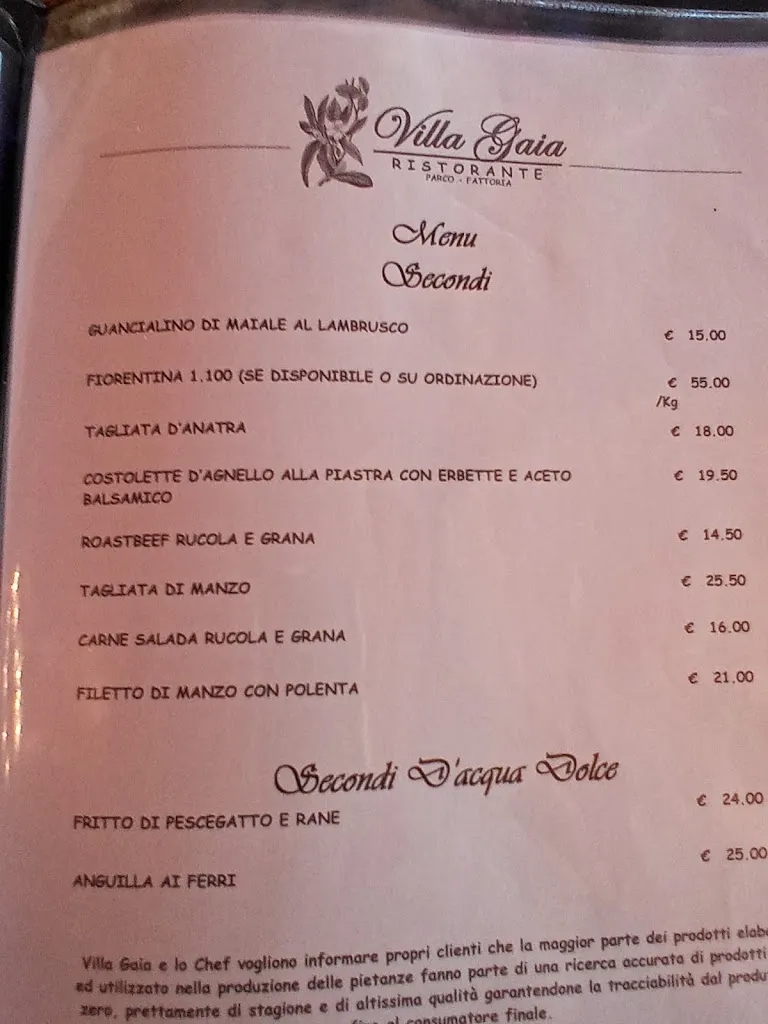 Villa Gaia
RISTORANTE
PARCO - FATTORIA
Menu
Secondi
GUANCIALINO DI MAIALE AL LAMBRUSCO € 15.00
FIORENTINA 1.100 (SE DISPONIBILE O SU ORDINAZIONE) € 55.00
/Kg
TAGLIATA D'ANATRA € 18.00
COSTOLETTE D'AGNELLO ALLA PIASTRA CON ERBETTE E ACETO € 19.50
BALSAMICO
ROASTBEEF RUCOLA E GRANA € 14.50
TAGLIATA DI MANZO € 25.50
CARNE SALADA RUCOLA E GRANA € 16.00
FILETTO DI MANZO CON POLENTA € 21.00
Secondi D'acqua Dolce
FRITTO DI PESCEGATTO E RANE € 24.00
ANGUILLA AI FERRI € 25.00
Villa Gaia e lo Chef vogliono informare propri clienti che la maggior parte dei prodotti elab
ed utilizzato nella produzione delle pietanze fanno parte di una ricerca accurata di prodotti
zero, prettamente di stagione e di altissima qualità garantendone la tracciabilità dal produ
al consumatore finale.